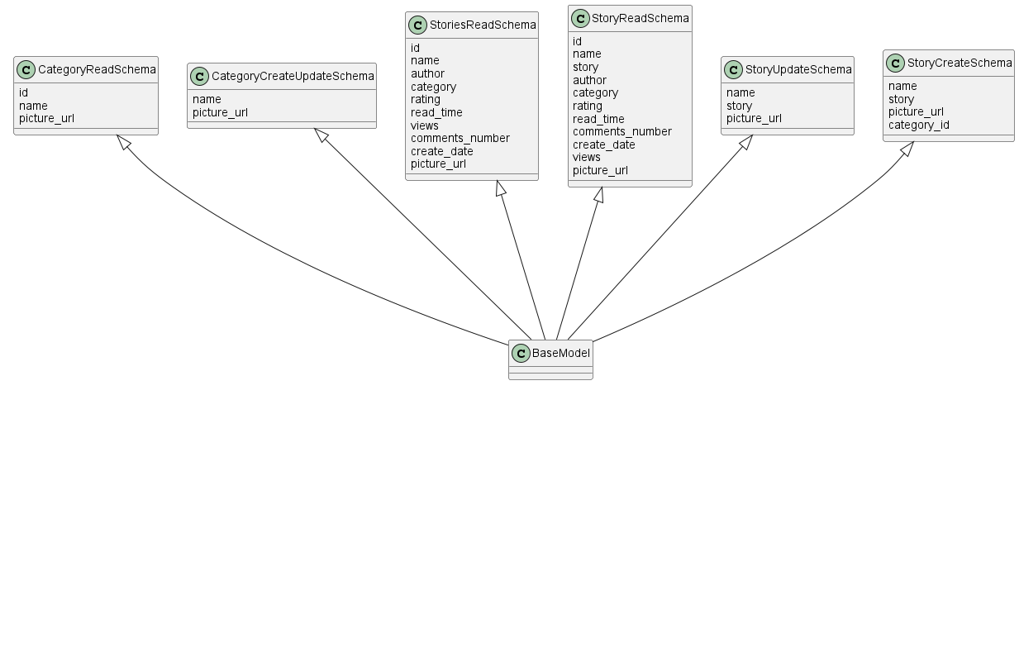 C CategoryReadSchema
id
name
picture_url
C CategoryCreateUpdateSchema
name
picture_url
C StoriesReadSchema
id
name
author
category
rating
read_time
views
comments_number
create_date
picture_url
C StoryReadSchema
id
name
story
author
category
rating
read_time
comments_number
create_date
views
picture_url
C StoryUpdateSchema
name
story
picture_url
C StoryCreateSchema
name
story
picture_url
category_id
C BaseModel